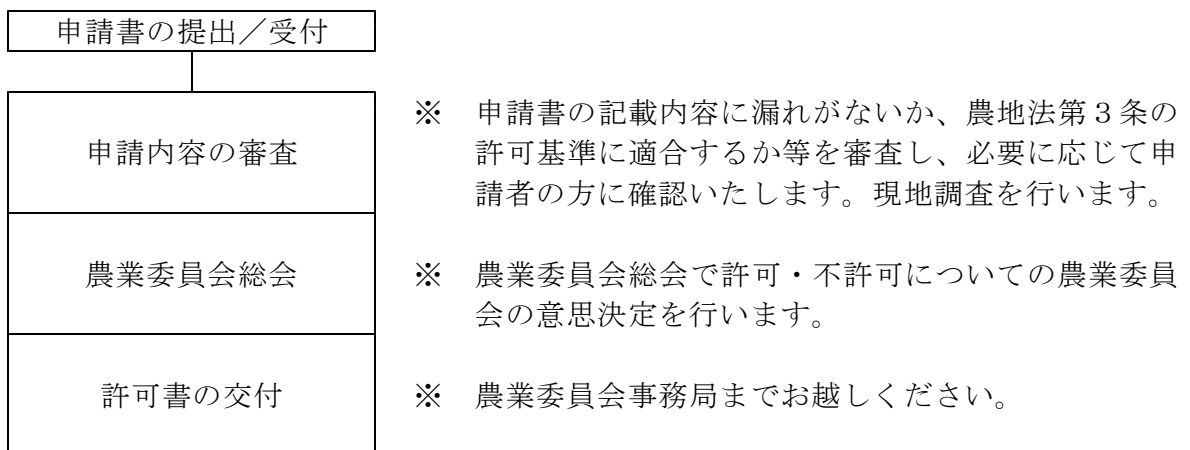 申請書の提出／受付
申請内容の審査
※　申請書の記載内容に漏れがないか、農地法第３条の
許可基準に適合するか等を審査し、必要に応じて申
請者の方に確認いたします。現地調査を行います。
農業委員会総会
※　農業委員会総会で許可・不許可についての農業委員
会の意思決定を行います。
許可書の交付
※　農業委員会事務局までお越しください。